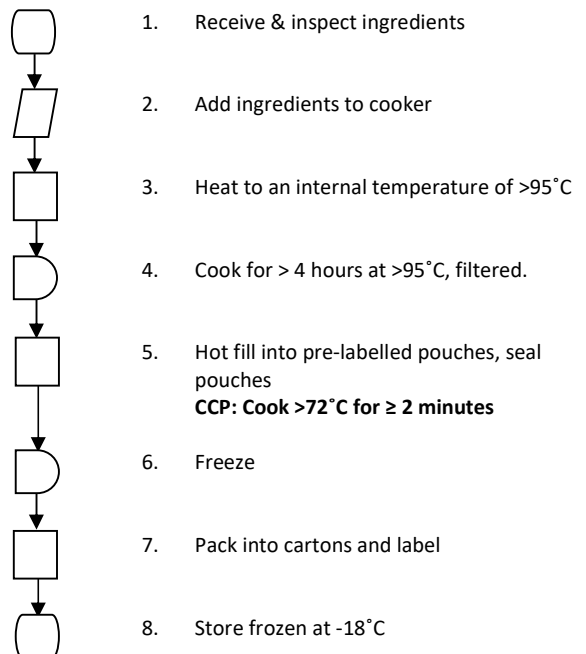 1. Receive & inspect ingredients
2. Add ingredients to cooker
3. Heat to an internal temperature of >95˚C
4. Cook for > 4 hours at >95˚C, filtered.
5. Hot fill into pre-labelled pouches, seal
pouches
CCP: Cook >72˚C for ≥ 2 minutes
6. Freeze
7. Pack into cartons and label
8. Store frozen at -18˚C